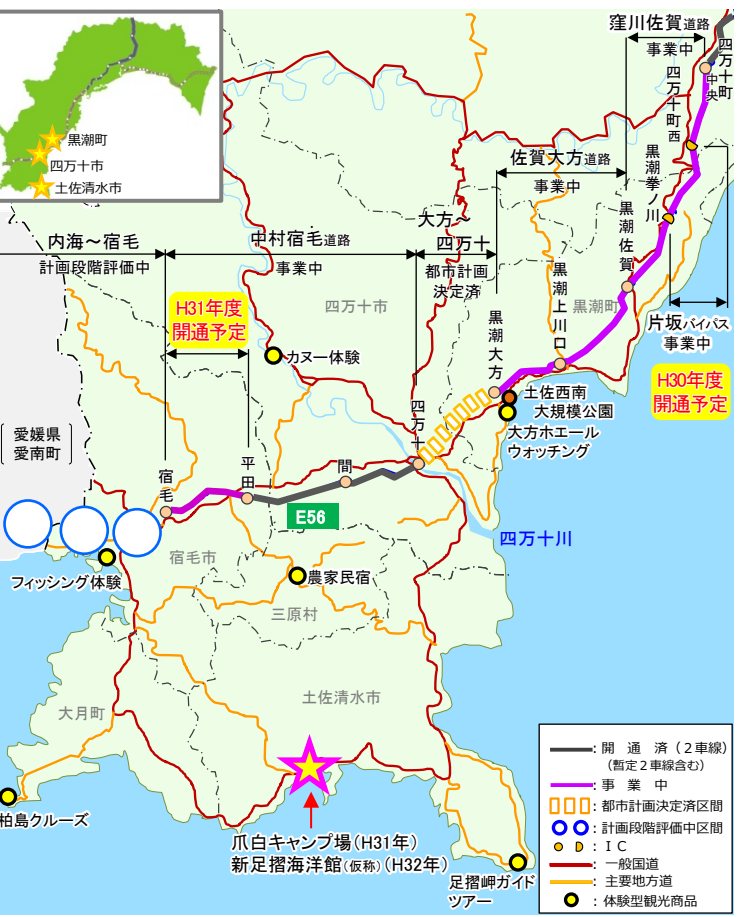 黒潮町
四万十市
土佐清水市
窪川佐賀道路
事業中
四万十町中央
四万十町西
佐賀大方道路
事業中
黒潮拳ノ川
黒潮佐賀
大方～
四万十
都市計画
決定済
内海～宿毛
計画段階評価中
中村宿毛道路
事業中
H31年度
開通予定
四万十市
黒潮上川口
黒潮町
片坂バイパス
事業中
H30年度
開通予定
カヌー体験
黒潮大方
土佐西南
大規模公園
大方ホエール
ウォッチング
四万十
愛媛県
愛南町
宿毛
平田
間
E56
四万十川
宿毛市
フィッシング体験
農家民宿
三原村
土佐清水市
大月町
柏島クルーズ
爪白キャンプ場(H31年)
新足摺海洋館(仮称)(H32年)
足摺岬ガイド
ツアー
：開　通　済（２車線）
（暫定２車線含む）
：事　業　中
：都市計画決定済区間
：計画段階評価中区間
：ＩＣ
：一般国道
：主要地方道
：体験型観光商品